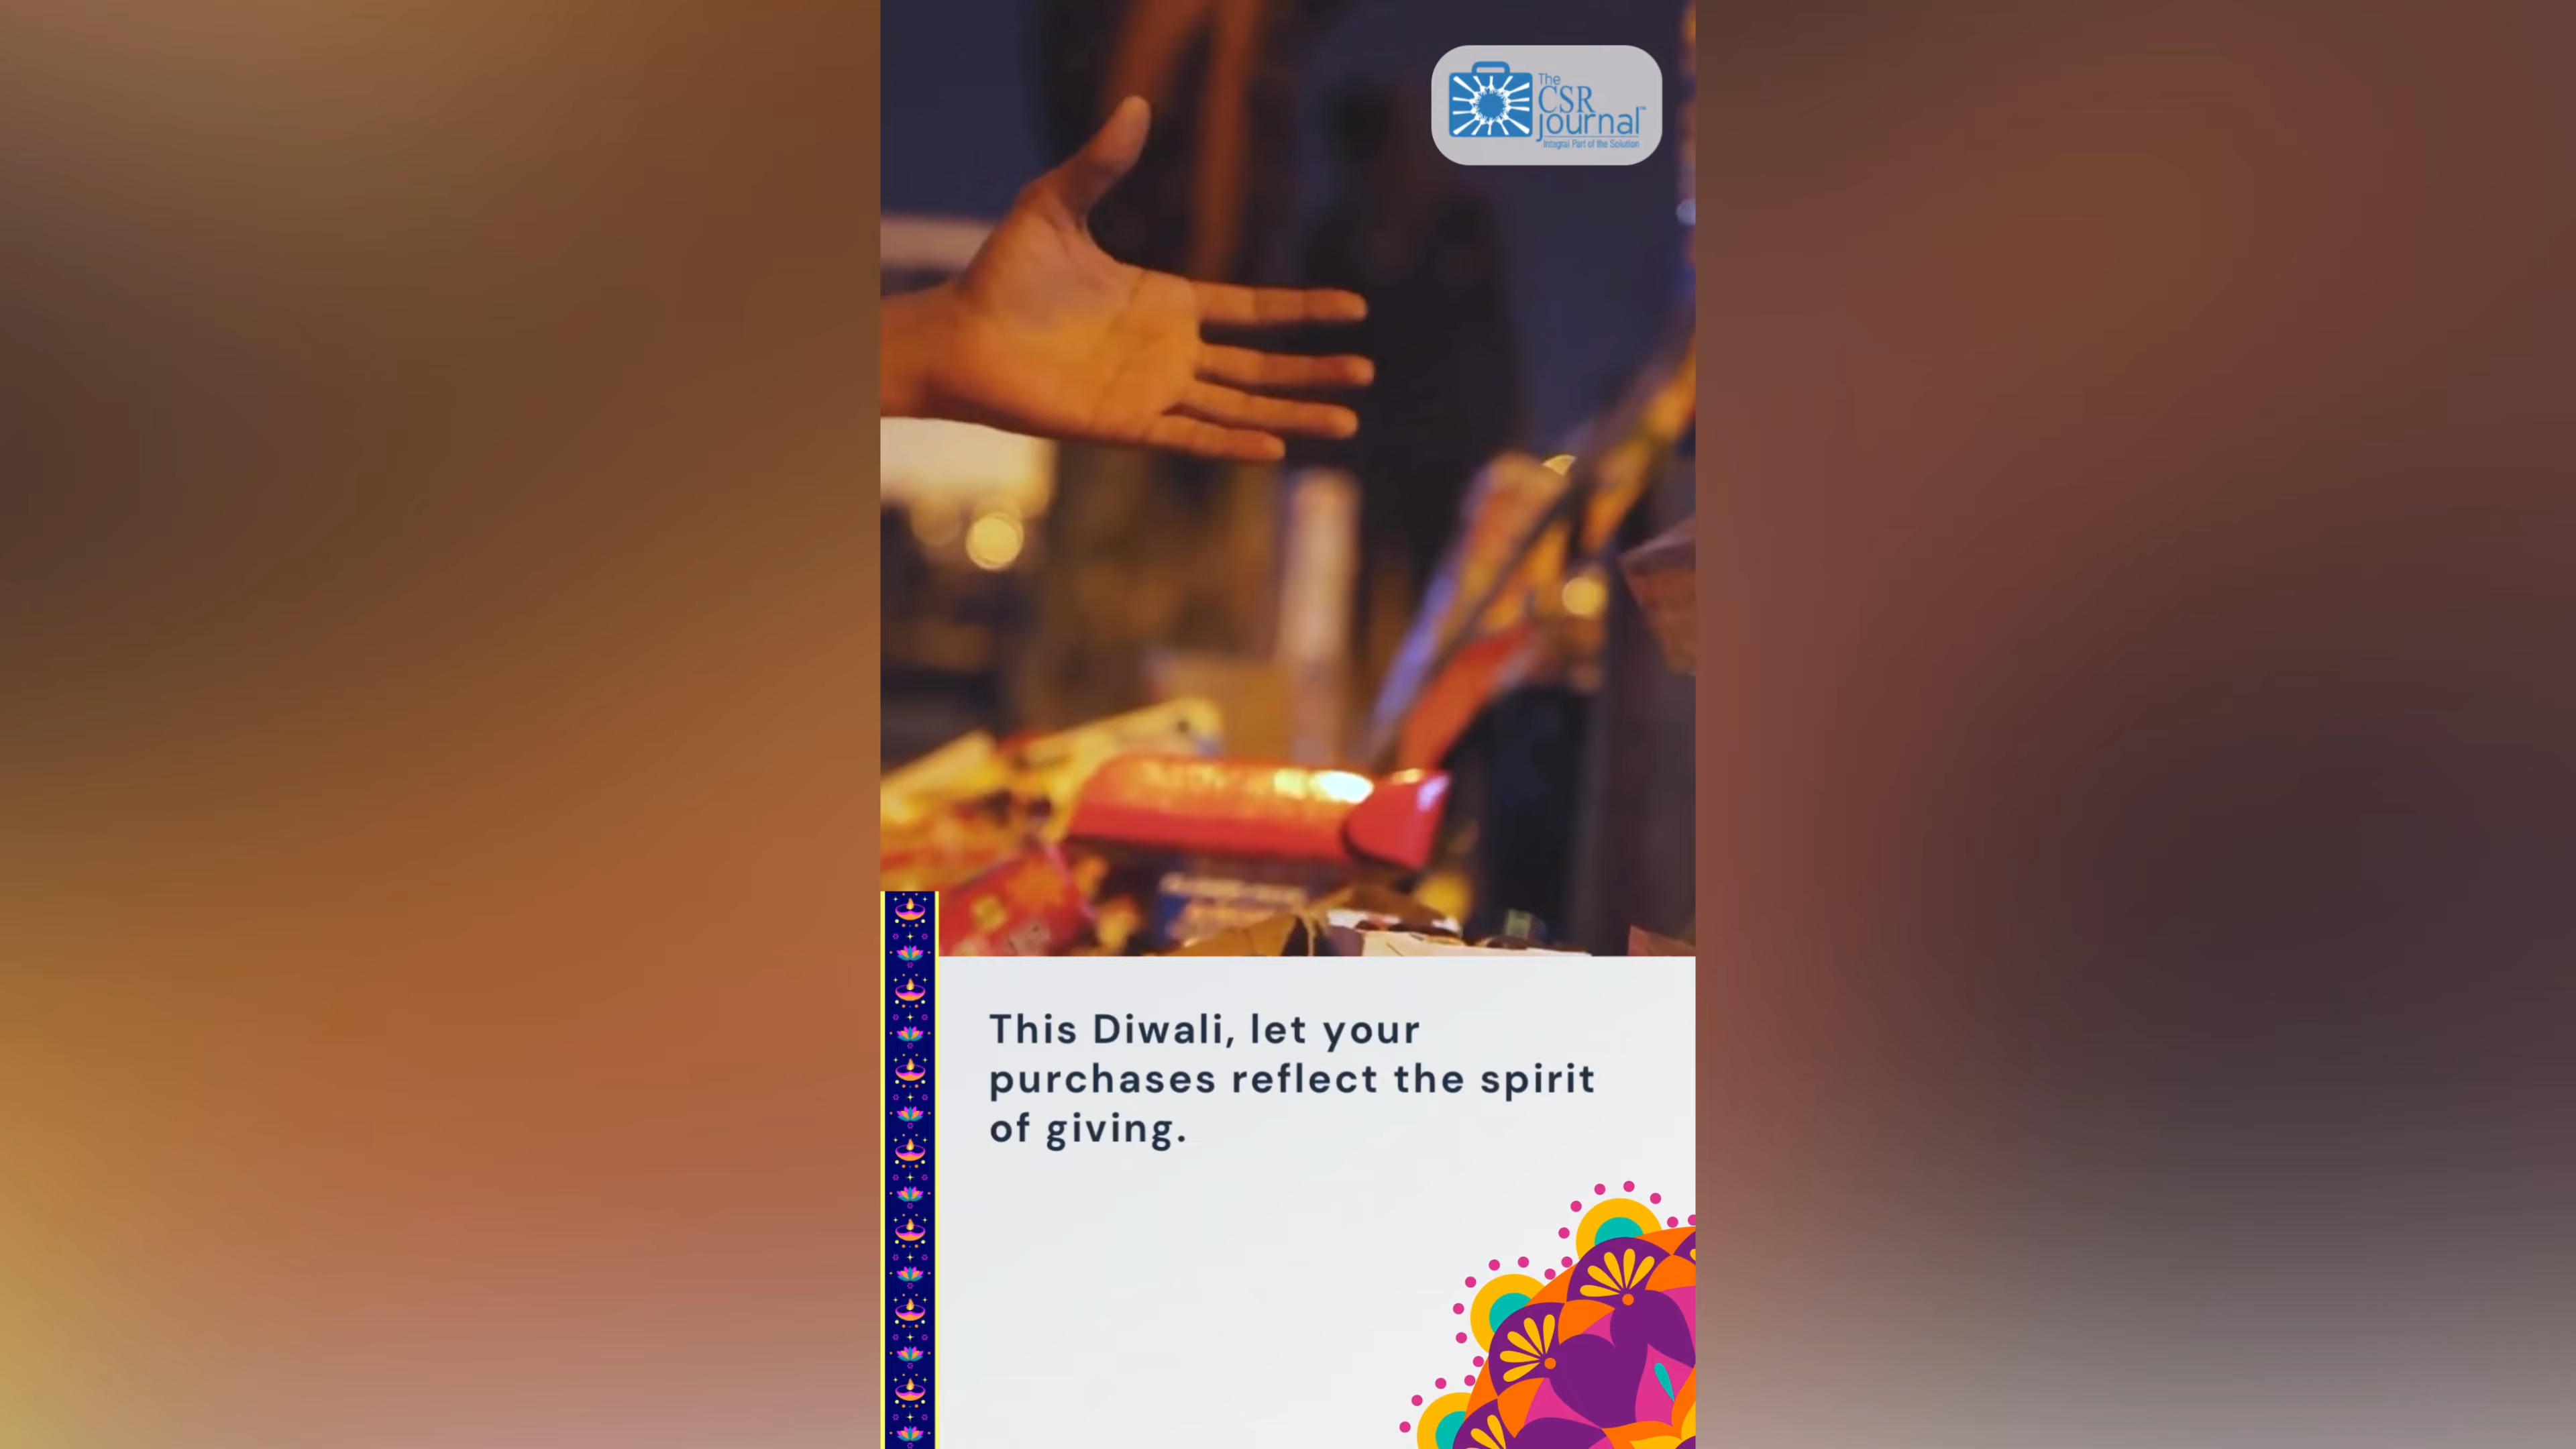 The
CSR
Journal
Integral Part of the Solution
This Diwali, let your
purchases reflect the spirit
of giving.